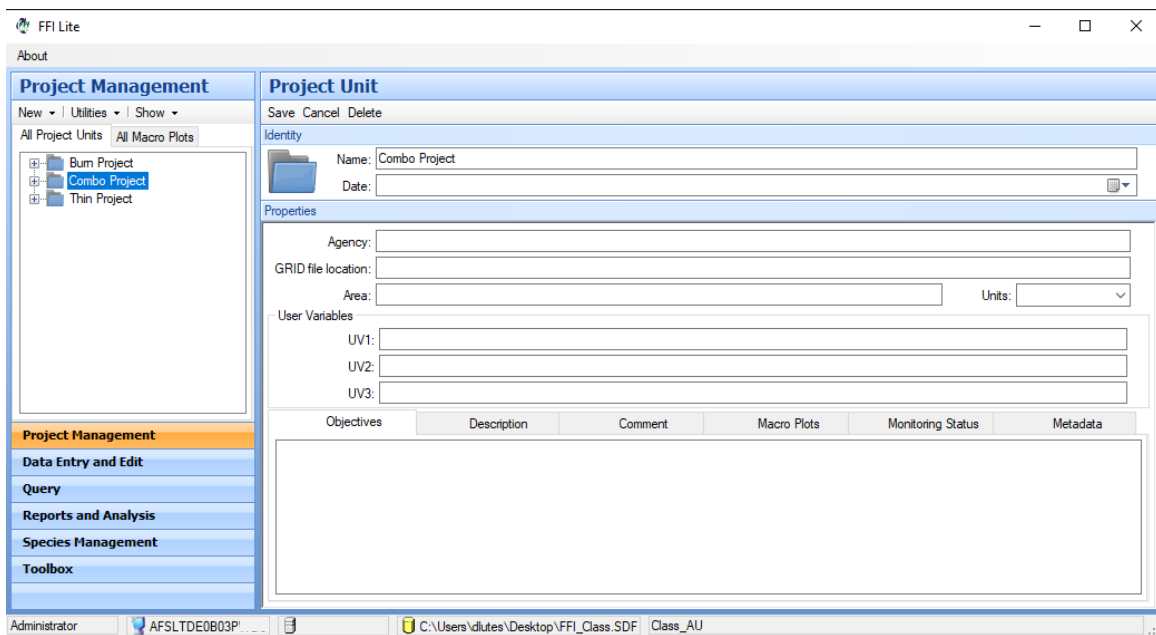 FFI Lite
About
Project Management
New Utilities Show
All Project Units All Macro Plots
Burn Project
Combo Project
Thin Project
Project Management
Data Entry and Edit
Query
Reports and Analysis
Species Management
Toolbox
Project Unit
Save Cancel Delete
Identity
Name: Combo Project
Date:
Properties
Agency:
GRID file location:
Area: Units:
User Variables
UV1:
UV2:
UV3:
Objectives Description Comment Macro Plots Monitoring Status Metadata
Administrator C:\Users\dlutes\Desktop\FFI_Class.SDF Class_AU